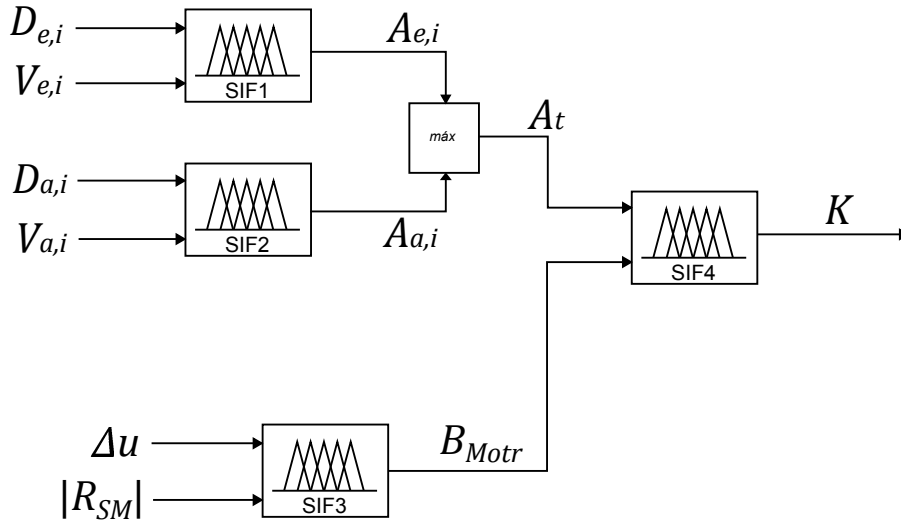 D_{e,i}
V_{e,i}
SIF1
A_{e,i}
máx
A_t
D_{a,i}
V_{a,i}
SIF2
A_{a,i}
SIF4
K
Δu
|R_{SM}|
SIF3
B_{Motr}